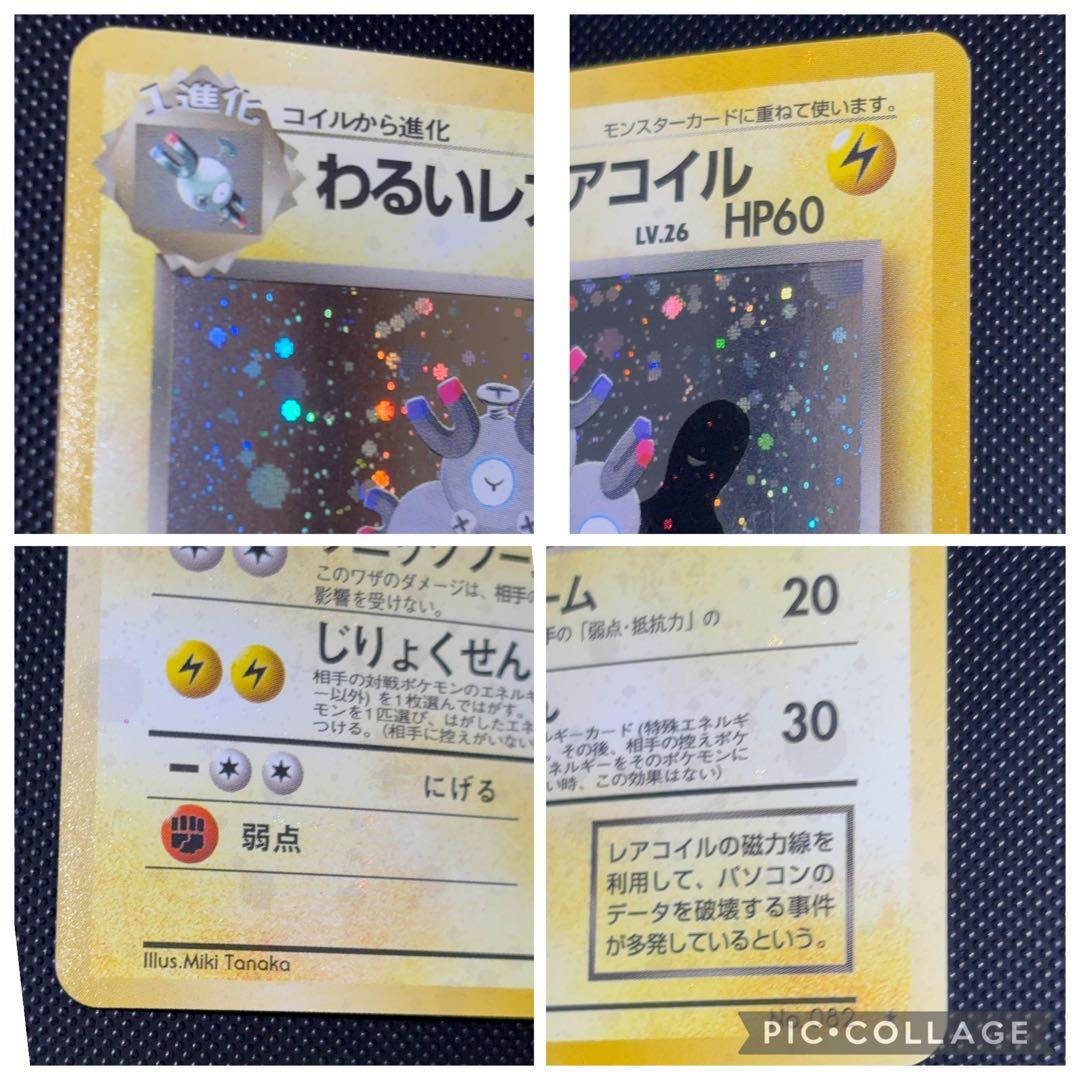 1進化
コイルから進化
わるいレ
モンスターカードに重ねて使います。
アコイル
LV.26 HP60
このワザのダメージは、相手の
影響を受けない。
じりょくせん
相手の対戦ポケモンのエネルギ
ー以外) を1枚選んではがす。
モンを1匹選び、はがしたエネ
つける。(相手に控えがいない
にげる
弱点
Illus.Miki Tanaka
ーム 20
手の「弱点・抵抗力」の
30
ルギーカード (特殊エネルギ
。その後、相手の控えポケ
ネルギーをそのポケモンに
い時、この効果はない)
レアコイルの磁力線を
利用して、パソコンの
データを破壊する事件
が多発しているという。
No.082
PIC•COLLAGE